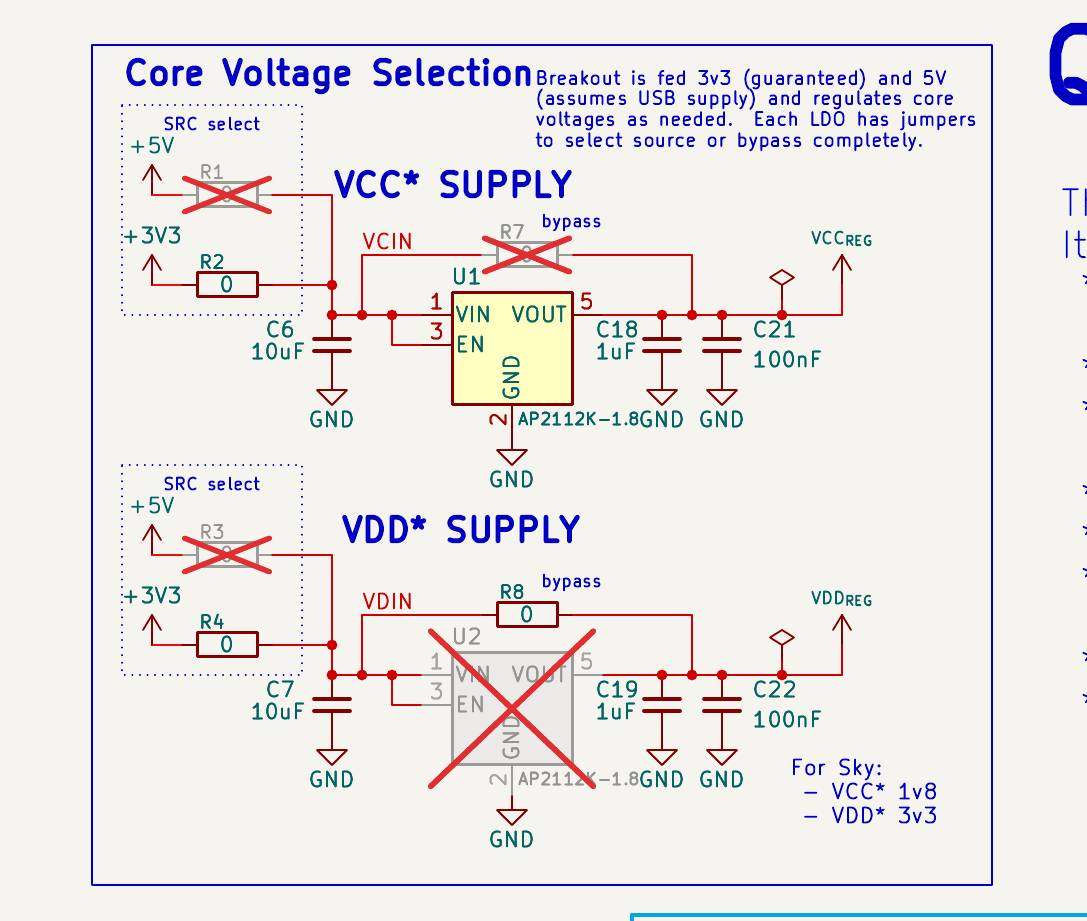 Core Voltage Selection
Breakout is fed 3v3 (guaranteed) and 5V
(assumes USB supply) and regulates core
voltages as needed.  Each LDO has jumpers
to select source or bypass completely.
SRC select
+5V
R1
0
+3V3
R2
0
VCC* SUPPLY
bypass
VCIN
R7
0
U1
1
VIN
VOUT
5
3
EN
GND
2
AP2112K-1.8
GND
C6
10uF
GND
C18
1uF
GND
C21
100nF
GND
VCCREG
SRC select
+5V
R3
0
+3V3
R4
0
VDD* SUPPLY
bypass
VDIN
R8
0
U2
1
VIN
VOUT
5
3
EN
GND
2
AP2112K-1.8
GND
C7
10uF
GND
C19
1uF
GND
C22
100nF
GND
VDDREG
For Sky:
- VCC* 1v8
- VDD* 3v3
Q
It
*
*
*
*
*
*
*
*